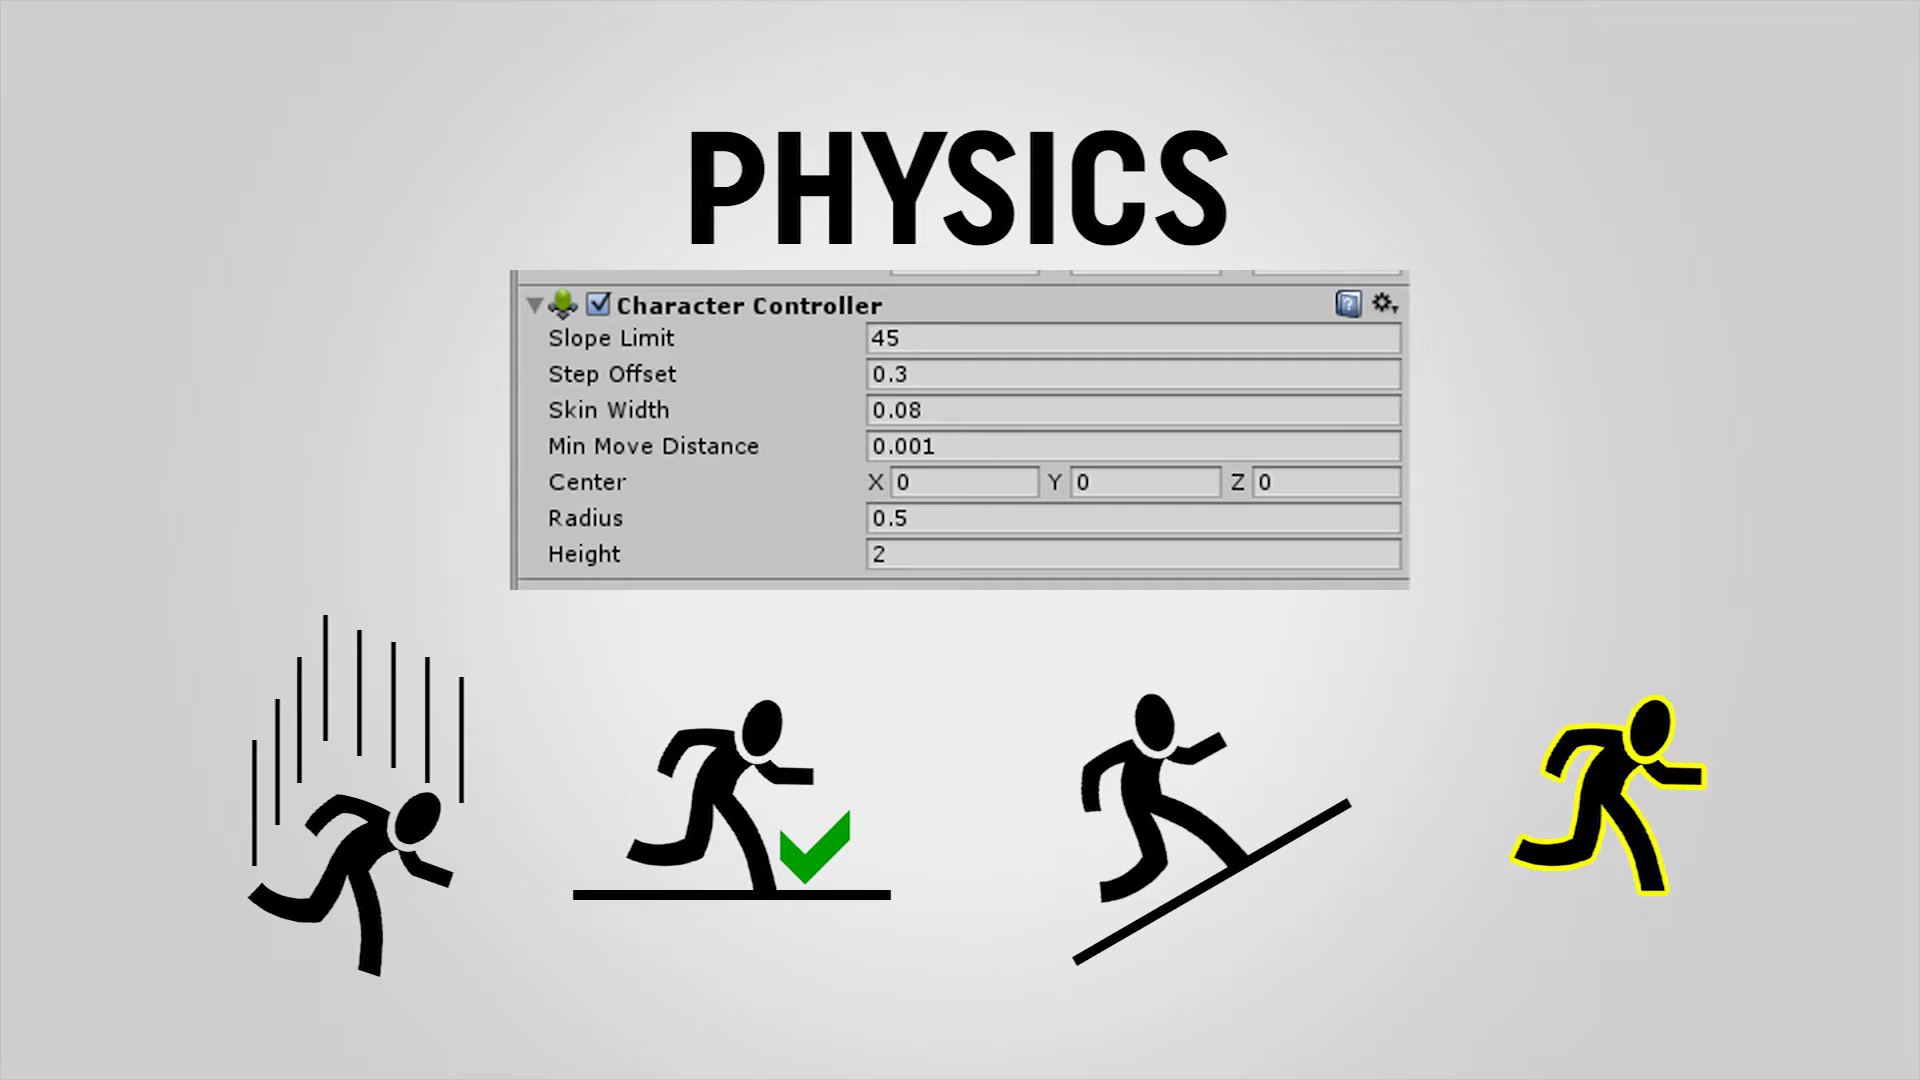 PHYSICS
Character Controller
Slope Limit 45
Step Offset 0.3
Skin Width 0.08
Min Move Distance 0.001
Center X 0 Y 0 Z 0
Radius 0.5
Height 2